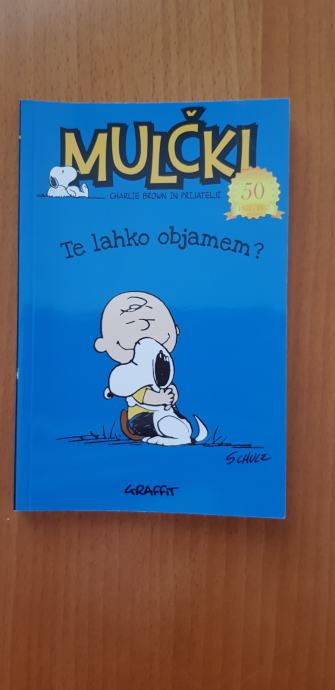 MULČKI
CHARLIE BROWN IN PRIJATELJI
50
Te lahko objamem?
SCHULZ
GRAFFIT